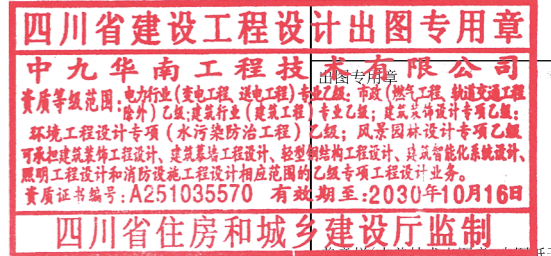 四川省建设工程设计出图专用章
中九华南工程技术有限公司
出图专用章
资质等级范围：电力行业（变电工程、送电工程）专业乙级；市政（燃气工程、轨道交通工程
除外）乙级；建筑行业（建筑工程）专业乙级；建筑装饰设计专项乙级；
环境工程设计专项（水污染防治工程）乙级；风景园林设计专项乙级
可承担建筑装饰工程设计、建筑幕墙工程设计、轻型钢结构工程设计、建筑智能化系统设计、
照明工程设计和消防设施工程设计相应范围的乙级专项工程设计业务。
资质证书编号：A251035570 有效期至：2030年10月16日
四川省住房和城乡建设厅监制